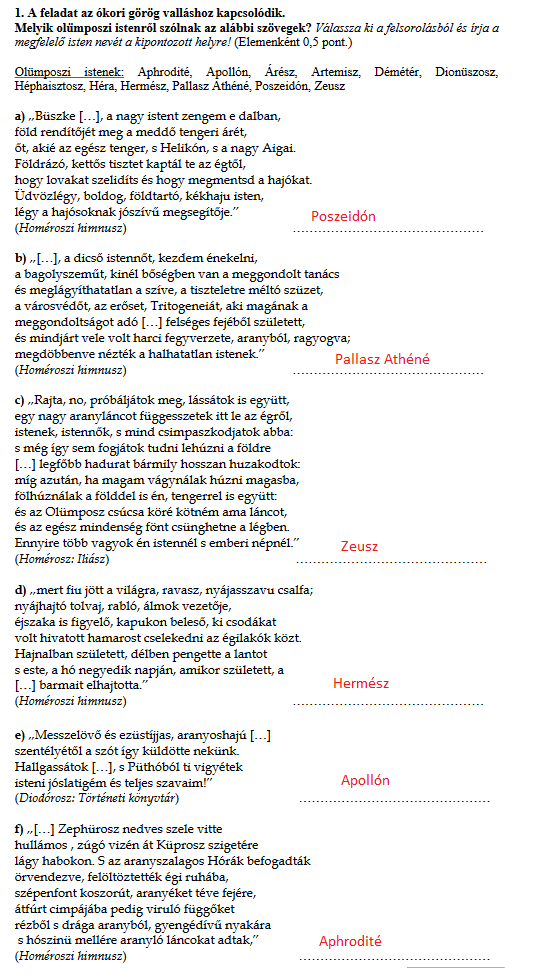 1. A feladat az ókori görög valláshoz kapcsolódik.
Melyik olümposzi istenről szólnak az alábbi szövegek? Válassza ki a felsorolásból és írja a
megfelelő isten nevét a kipontozott helyre! (Elemenként 0,5 pont.)
Olümposzi istenek: Aphrodité, Apollón, Árész, Artemisz, Démétér, Dionüszosz,
Héphaisztosz, Héra, Hermész, Pallasz Athéné, Poszeidón, Zeusz
a) „Büszke […], a nagy istent zengem e dalban,
föld rendítőjét meg a meddő tengeri árét,
őt, akié az egész tenger, s Helikón, s a nagy Aigai.
Földrázó, kettős tisztet kaptál te az égtől,
hogy lovakat szelidíts és hogy megmentsd a hajókat.
Üdvözlégy, boldog, földtartó, kékhaju isten,
légy a hajósoknak jószívű megsegítője.”
Poszeidón
(Homéroszi himnusz) ................................................
b) „[…], a dicső istennőt, kezdem énekelni,
a bagolyszeműt, kinél bőségben van a meggondolt tanács
és meglágyíthatatlan a szíve, a tiszteletre méltó szüzet,
a városvédőt, az erőset, Tritogeneiát, aki magának a
meggondoltságot adó […] felséges fejéből született,
és mindjárt vele volt harci fegyverzete, aranyból, ragyogva;
megdöbbenve nézték a halhatatlan istenek.”
Pallasz Athéné
(Homéroszi himnusz) ................................................
c) „Rajta, no, próbáljátok meg, lássátok is együtt,
egy nagy aranyláncot függesszetek itt le az égről,
istenek, istennők, s mind csimpaszkodjatok abba:
s még így sem fogjátok tudni lehúzni a földre
[…] legfőbb hadurat bármily hosszan huzakodtok:
míg azután, ha magam vágynálak húzni magasba,
fölhúználak a földdel is én, tengerrel is együtt:
és az Olümposz csúcsa köré kötném ama láncot,
és az egész mindenség fönt csünghetne a légben.
Ennyire több vagyok én istennél s emberi népnél.”
Zeusz
(Homérosz: Iliász) ................................................
d) „mert fiu jött a világra, ravasz, nyájasszavu csalfa;
nyájhajtó tolvaj, rabló, álmok vezetője,
éjszaka is figyelő, kapukon beleső, ki csodákat
volt hivatott hamarost cselekedni az égilakók közt.
Hajnalban született, délben pengette a lantot
s este, a hó negyedik napján, amikor született, a
[…] barmait elhajtotta.”
Hermész
(Homéroszi himnusz) ................................................
e) „Messzelövő és ezüstíjjas, aranyoshajú […]
szentélyétől a szót így küldötte nekünk.
Hallgassátok […], s Püthóból ti vigyétek
isteni jóslatigém és teljes szavaim!”
Apollón
(Diodórosz: Történeti könyvtár) ................................................
f) „[…] Zephürosz nedves szele vitte
hullámos , zúgó vizén át Küprosz szigetére
lágy habokon. S az aranyszalagos Hórák befogadták
örvendezve, felöltöztették égi ruhába,
szépenfont koszorút, aranyéket téve fejére,
átfúrt cimpájába pedig viruló függőket
rézből s drága aranyból, gyengédívű nyakára
s hószinü mellére aranyló láncokat adtak,”
Aphrodité
(Homéroszi himnusz) ................................................